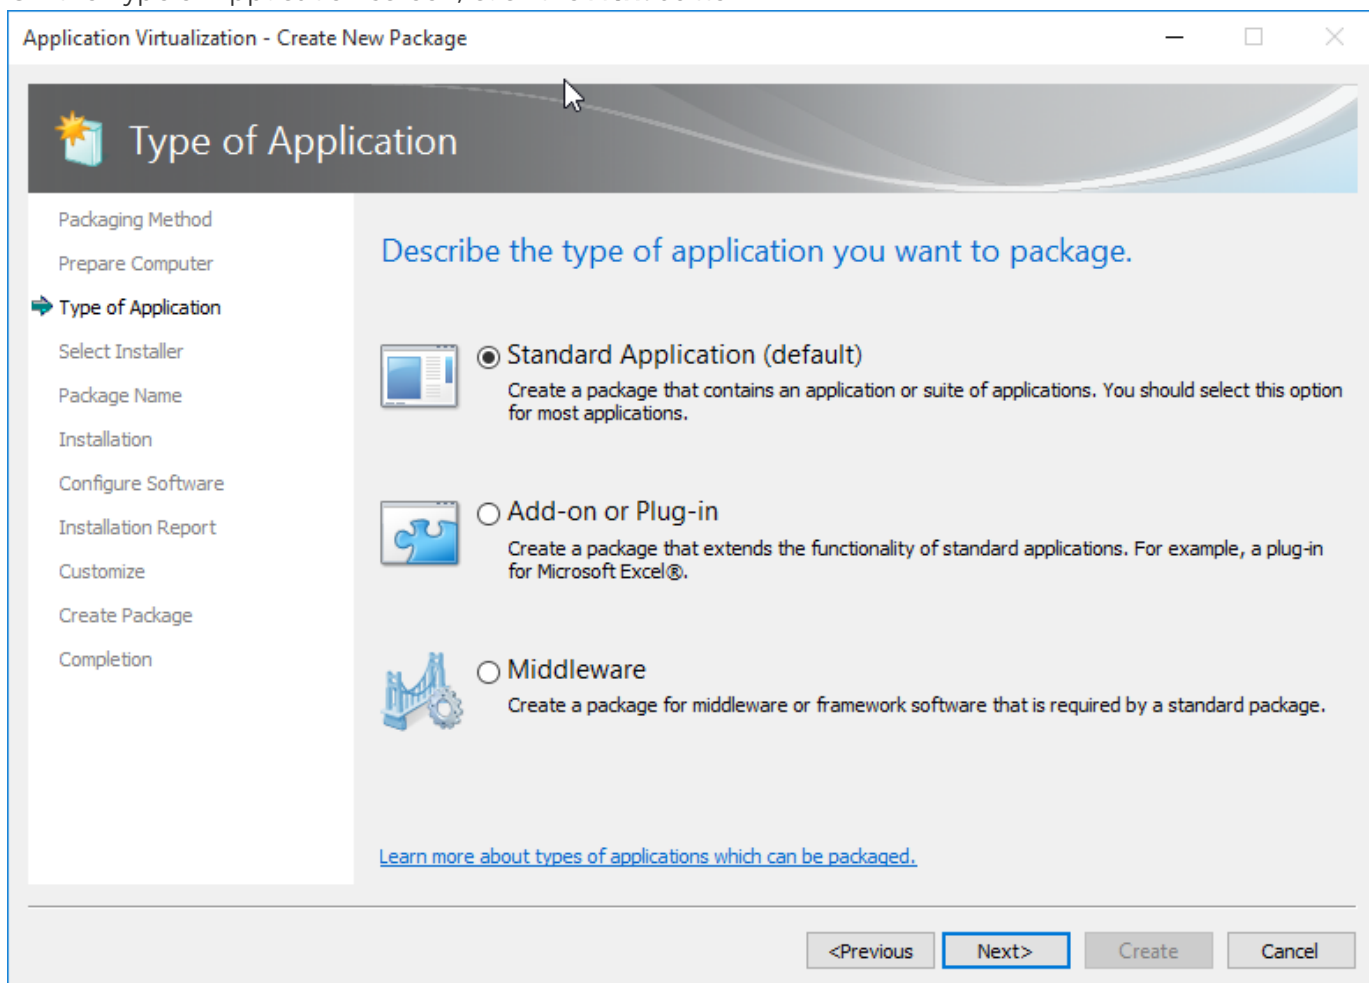 Application Virtualization - Create New Package
Type of Application
Packaging Method
Prepare Computer
Type of Application
Select Installer
Package Name
Installation
Configure Software
Installation Report
Customize
Create Package
Completion
Describe the type of application you want to package.
Standard Application (default)
Create a package that contains an application or suite of applications. You should select this option
for most applications.
Add-on or Plug-in
Create a package that extends the functionality of standard applications. For example, a plug-in
for Microsoft Excel®.
Middleware
Create a package for middleware or framework software that is required by a standard package.
Learn more about types of applications which can be packaged.
<Previous
Next>
Create
Cancel